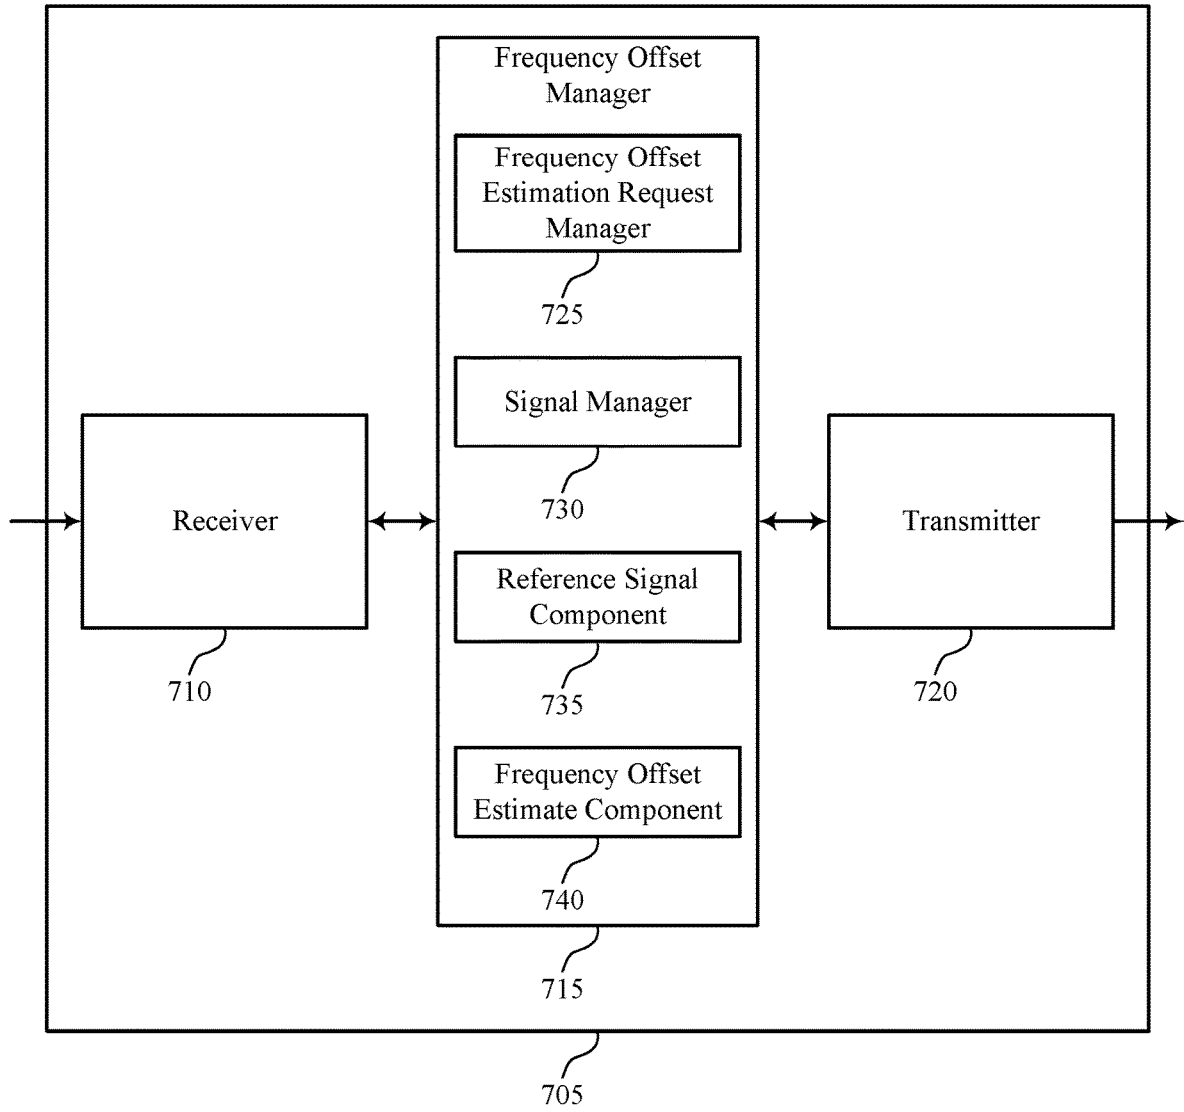 Frequency Offset
Manager
Frequency Offset
Estimation Request
Manager
725
Signal Manager
730
Receiver
710
Reference Signal
Component
735
Frequency Offset
Estimate Component
740
715
Transmitter
720
705